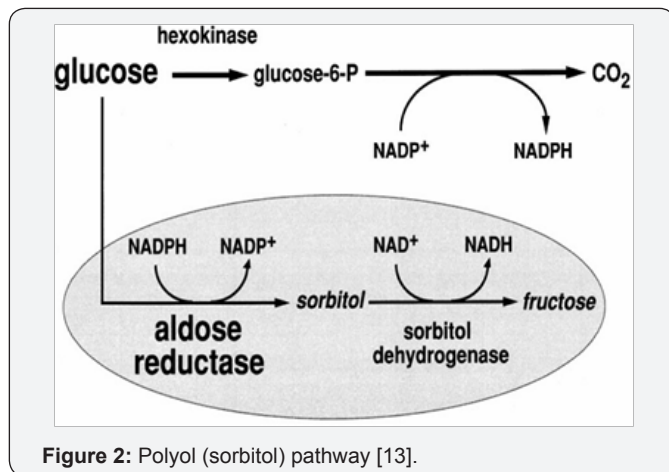 hexokinase
glucose glucose-6-P CO₂
NADP⁺ NADPH
NADPH NADP⁺ NAD⁺ NADH
sorbitol fructose
aldose
reductase
sorbitol
dehydrogenase
Figure 2: Polyol (sorbitol) pathway [13].